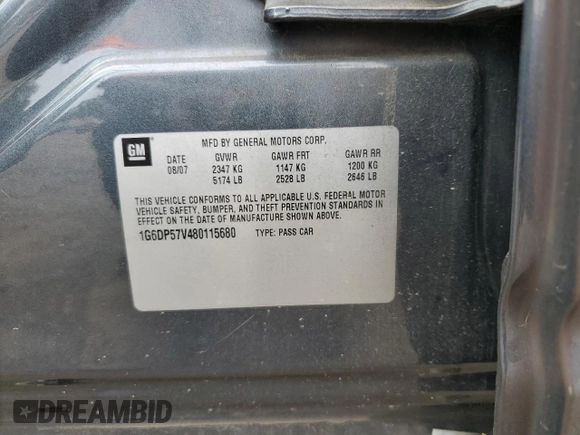 GM
MFD BY GENERAL MOTORS CORP.
DATE GVWR GAWR FRT GAWR RR
08/07 2347 KG 1147 KG 1200 KG
5174 LB 2528 LB 2646 LB
THIS VEHICLE CONFORMS TO ALL APPLICABLE U.S. FEDERAL MOTOR
VEHICLE SAFETY, BUMPER, AND THEFT PREVENTION STANDARDS IN
EFFECT ON THE DATE OF MANUFACTURE SHOWN ABOVE.
1G6DP57V480115680 TYPE: PASS CAR
DREAMBID